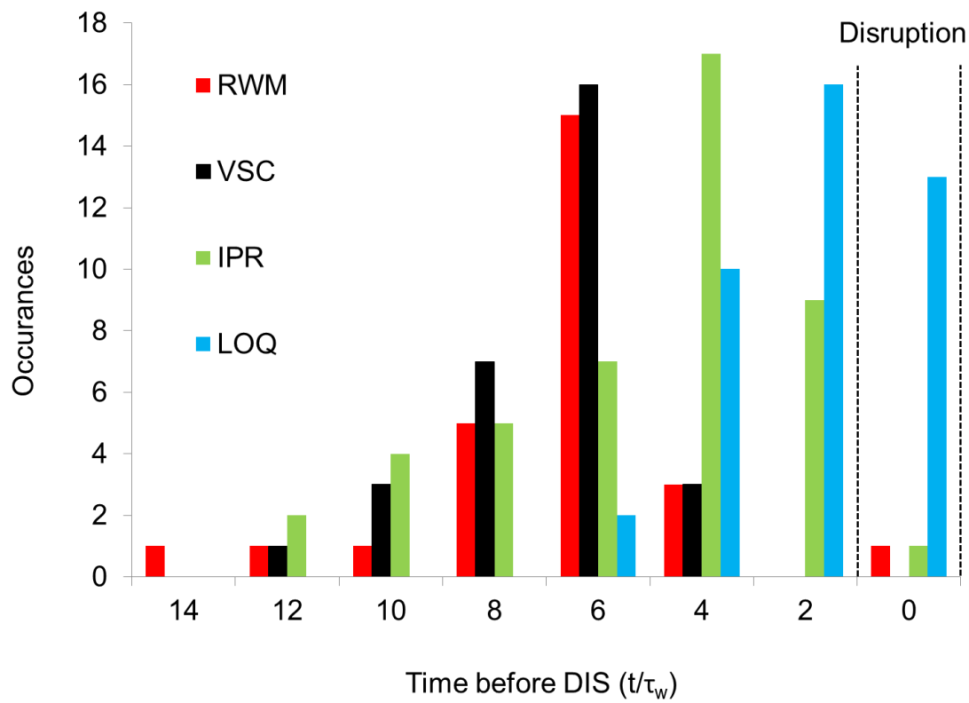 18
16
14
12
10
8
6
4
2
0
Occurances
RWM
VSC
IPR
LOQ
Disruption
14 12 10 8 6 4 2 0
Time before DIS (t/τw)